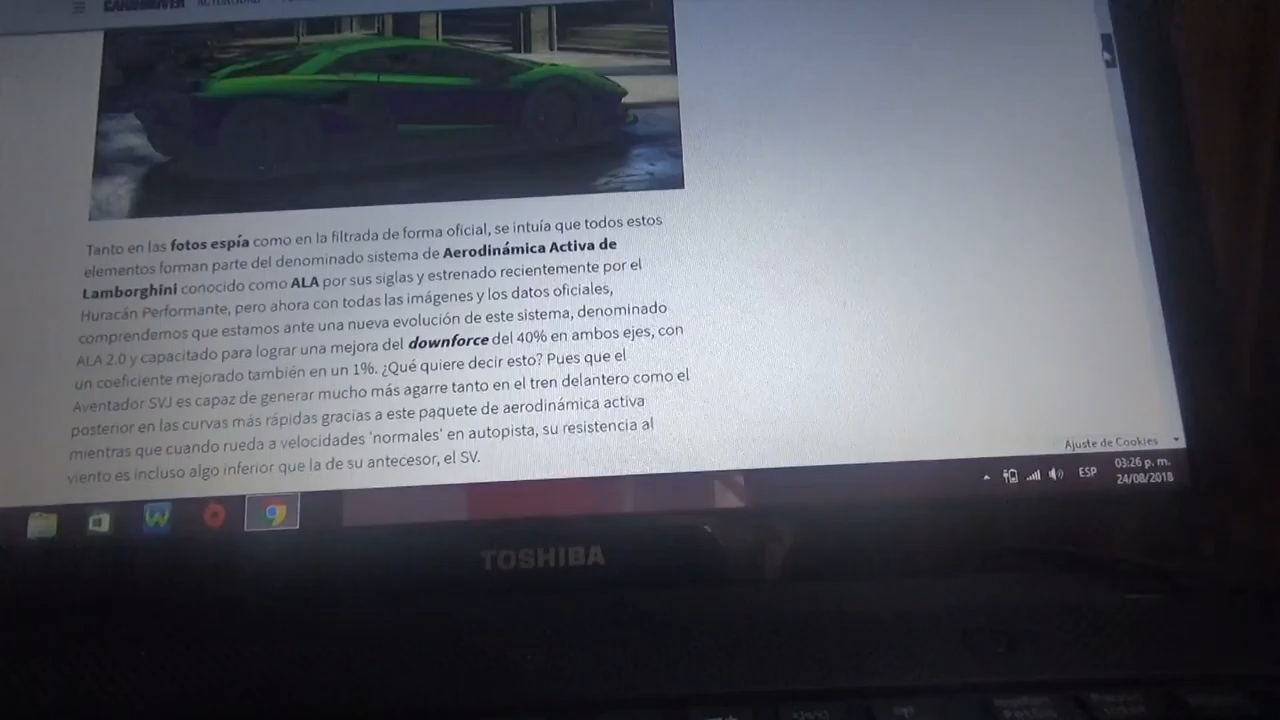 CARANDDRIVER ACTUALIDAD
Tanto en las fotos espía como en la filtrada de forma oficial, se intuía que todos estos
elementos forman parte del denominado sistema de Aerodinámica Activa de
Lamborghini conocido como ALA por sus siglas y estrenado recientemente por el
Huracán Performante, pero ahora con todas las imágenes y los datos oficiales,
comprendemos que estamos ante una nueva evolución de este sistema, denominado
ALA 2.0 y capacitado para lograr una mejora del downforce del 40% en ambos ejes, con
un coeficiente mejorado también en un 1%. ¿Qué quiere decir esto? Pues que el
Aventador SVJ es capaz de generar mucho más agarre tanto en el tren delantero como el
posterior en las curvas más rápidas gracias a este paquete de aerodinámica activa
mientras que cuando rueda a velocidades 'normales' en autopista, su resistencia al
viento es incluso algo inferior que la de su antecesor, el SV.
Ajuste de Cookies
ESP
03:26 p. m.
24/08/2018
TOSHIBA